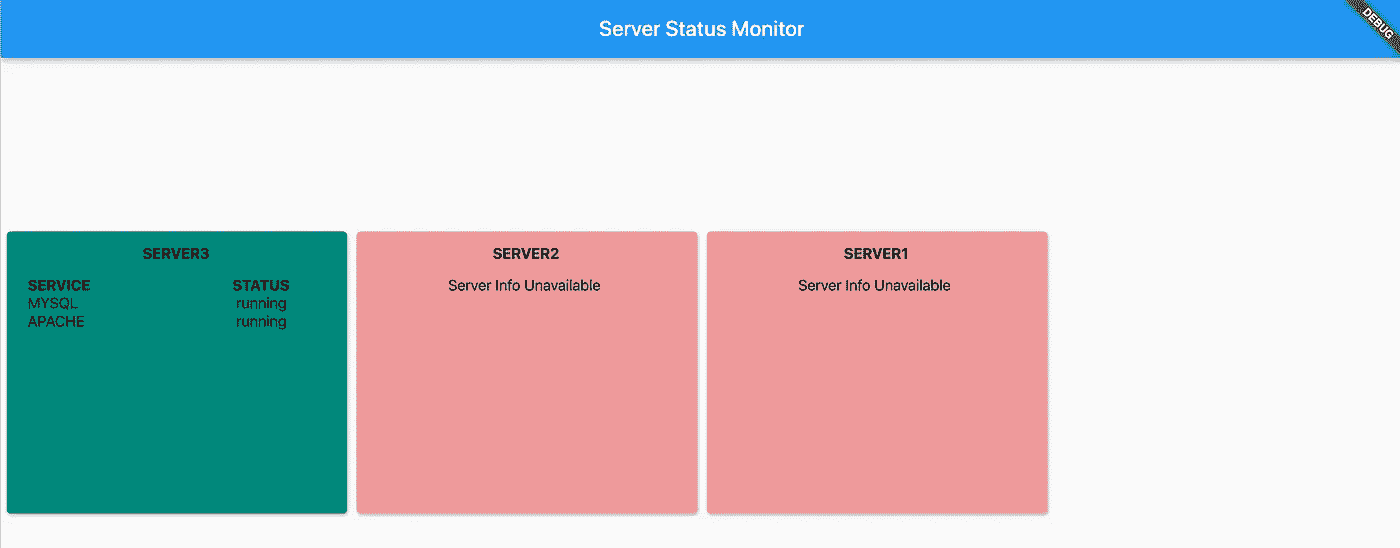 Server Status Monitor
DEBUG
SERVER3
SERVICE STATUS
MYSQL running
APACHE running
SERVER2
Server Info Unavailable
SERVER1
Server Info Unavailable